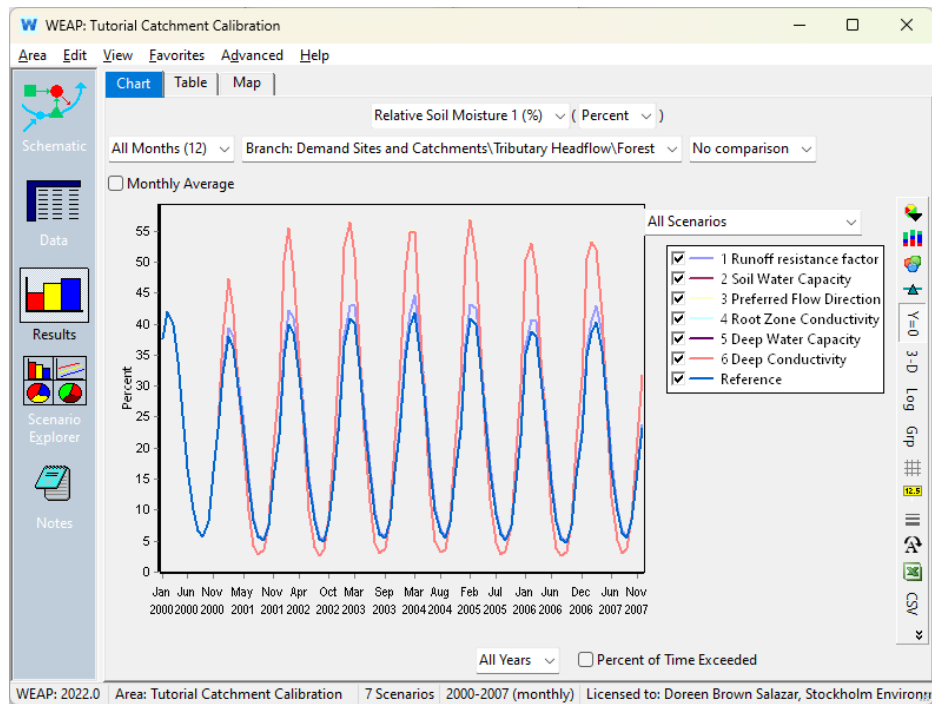 WEAP: Tutorial Catchment Calibration
Area Edit View Favorites Advanced Help
Schematic
Data
Results
Scenario
Explorer
Notes
Chart Table Map
Relative Soil Moisture 1 (%) ( Percent )
All Months (12) Branch: Demand Sites and Catchments\Tributary Headflow\Forest No comparison
Monthly Average
All Scenarios
1 Runoff resistance factor
2 Soil Water Capacity
3 Preferred Flow Direction
4 Root Zone Conductivity
5 Deep Water Capacity
6 Deep Conductivity
Reference
Percent
55
50
45
40
35
30
25
20
15
10
5
0
Jan Jun Nov May Nov Apr Oct Mar Sep Mar Aug Feb Jul Jan Jun Dec Jun Nov
2000 2000 2000 2001 2001 2002 2002 2003 2003 2004 2004 2005 2005 2006 2006 2006 2007 2007
Y=0
3-D
Log
Grp
12.5
CSV
All Years Percent of Time Exceeded
WEAP: 2022.0 Area: Tutorial Catchment Calibration 7 Scenarios 2000-2007 (monthly) Licensed to: Doreen Brown Salazar, Stockholm